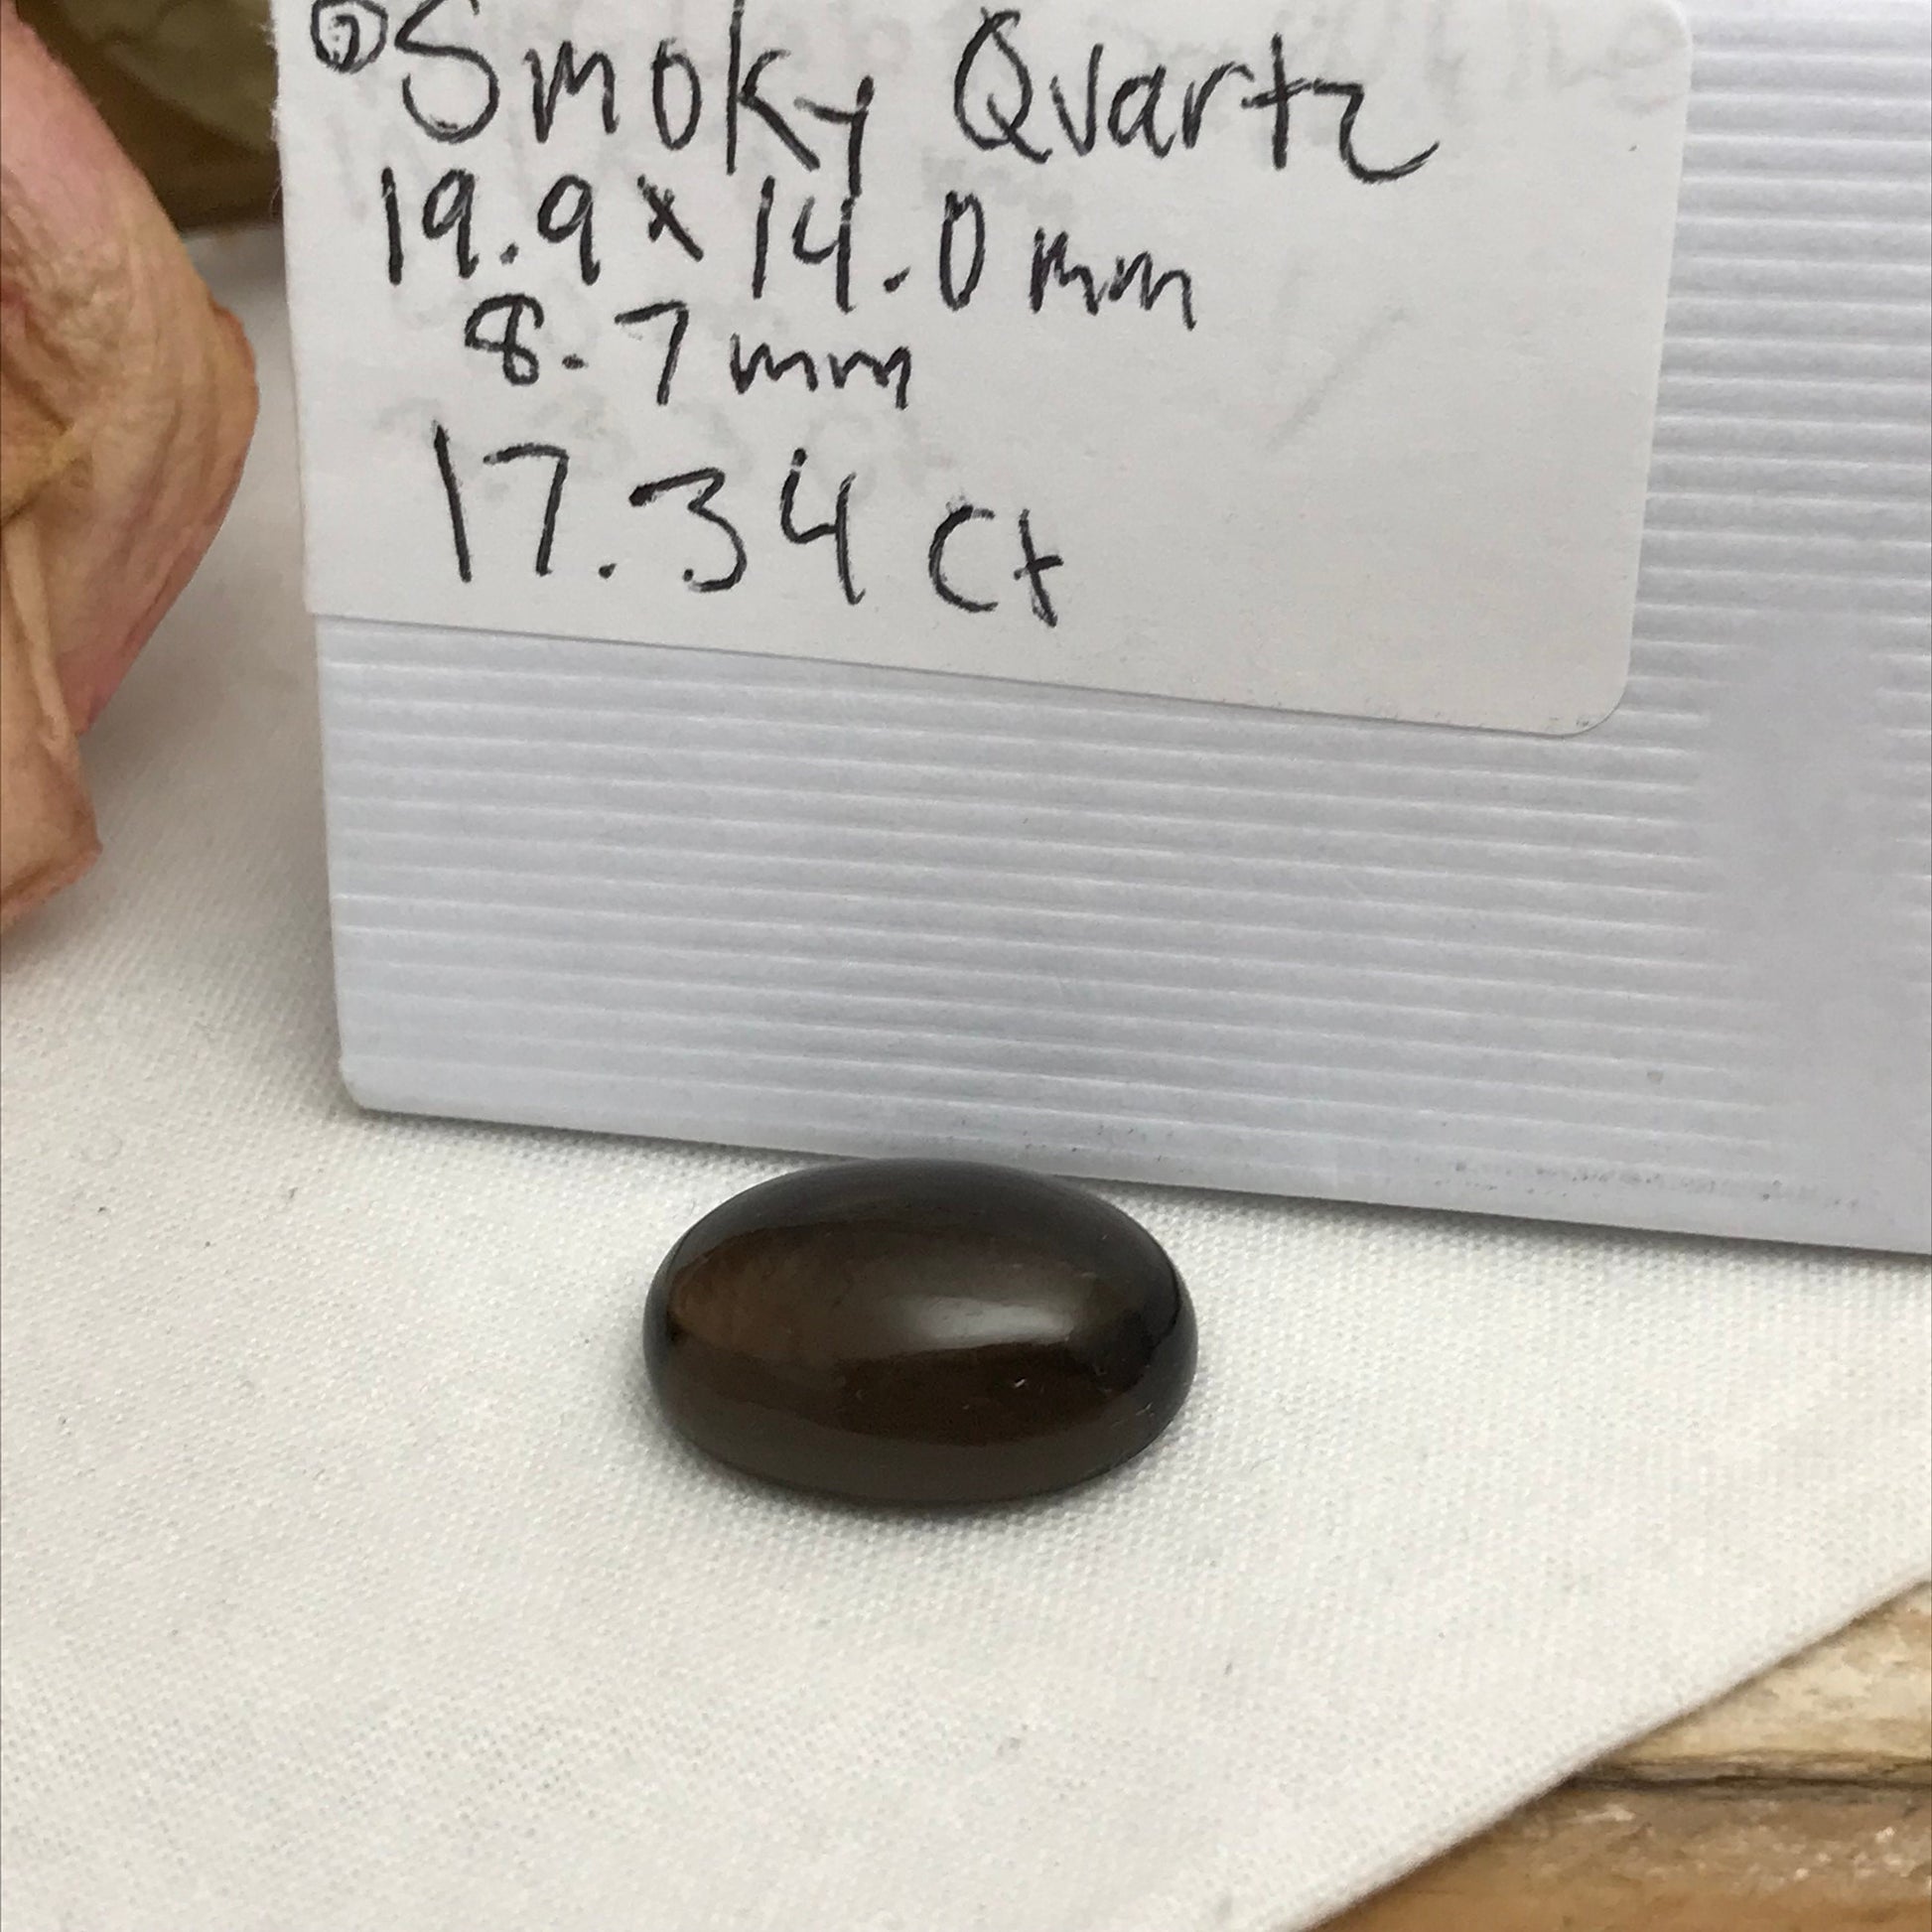 Smoky Quartz
19.9 x 14.0 mm
8.7 mm
17.34 ct